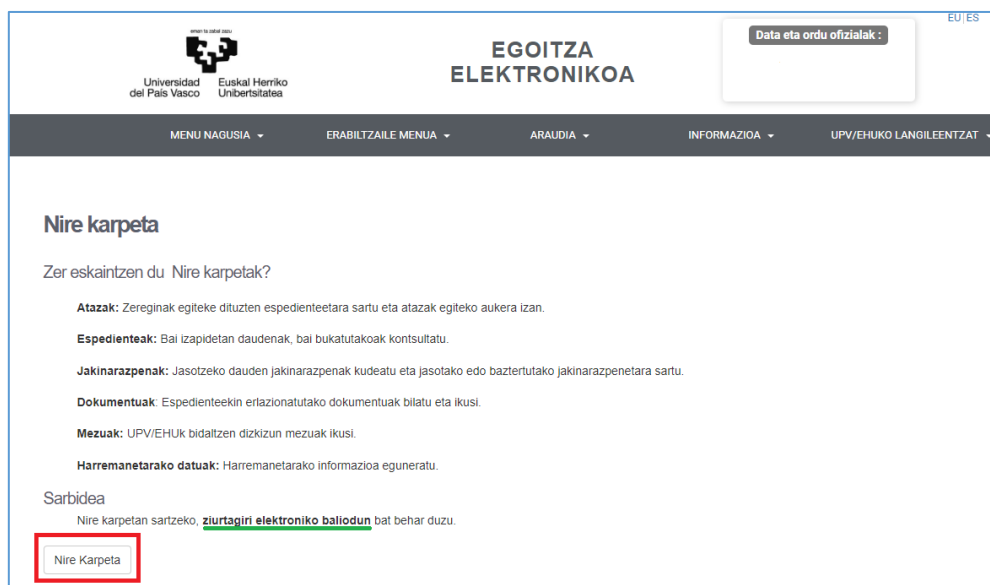 EU|ES
eman ta zabal zazu
Universidad del País Vasco
Euskal Herriko Unibertsitatea
EGOITZA
ELEKTRONIKOA
Data eta ordu ofizialak :
MENU NAGUSIA
ERABILTZAILE MENUA
ARAUDIA
INFORMAZIOA
UPV/EHUKO LANGILEENTZAT
Nire karpeta
Zer eskaintzen du Nire karpetak?
Atazak: Zereginak egiteke dituzten espedienteetara sartu eta atazak egiteko aukera izan.
Espedienteak: Bai izapidetan daudenak, bai bukatutakoak kontsultatu.
Jakinarazpenak: Jasotzeko dauden jakinarazpenak kudeatu eta jasotako edo baztertutako jakinarazpenetara sartu.
Dokumentuak: Espedienteekin erlazionatutako dokumentuak bilatu eta ikusi.
Mezuak: UPV/EHUk bidaltzen dizkizun mezuak ikusi.
Harremanetarako datuak: Harremanetarako informazioa eguneratu.
Sarbidea
Nire karpetan sartzeko, ziurtagiri elektroniko baliodun bat behar duzu.
Nire Karpeta